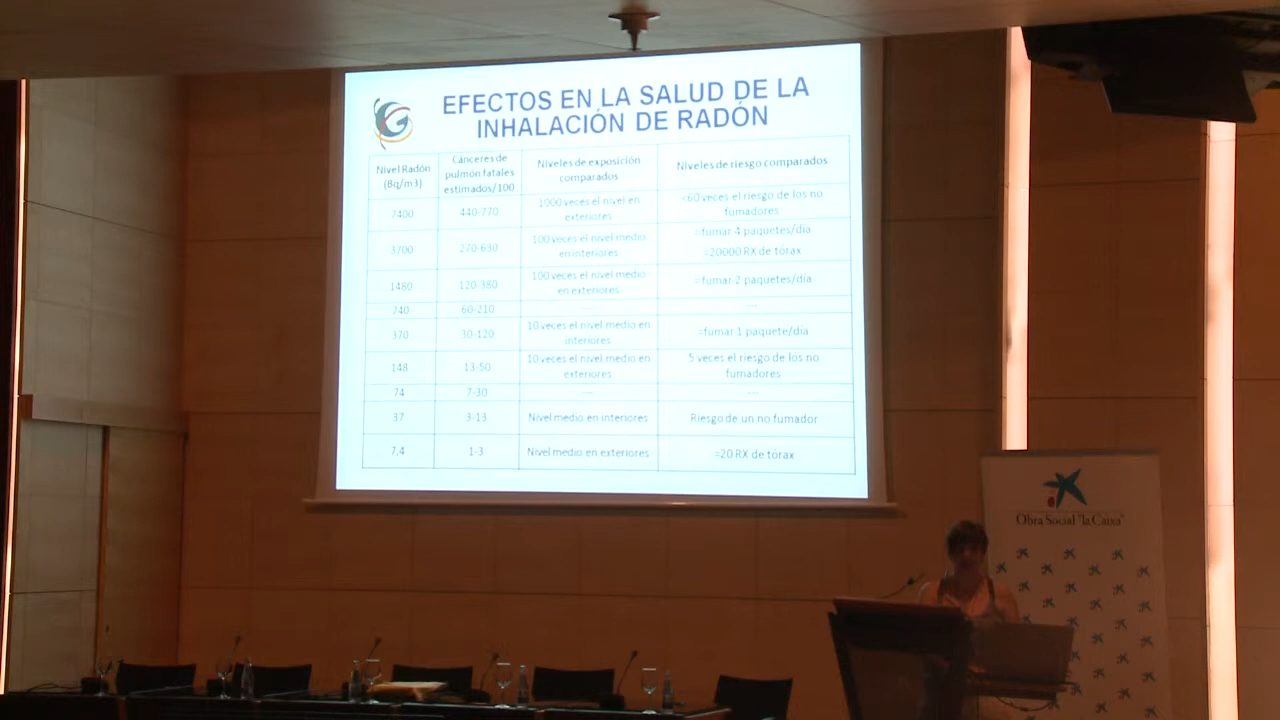 EFECTOS EN LA SALUD DE LA
INHALACIÓN DE RADÓN
Nivel Radón
(Bq/m3)
Cánceres de
pulmón fatales
estimados/100
Niveles de exposición
comparados
Niveles de riesgo comparados
7400
440-770
1000 veces el nivel en
exteriores
=60 veces el riesgo de los no
fumadores
3700
270-630
100 veces el nivel medio
en interiores
=fumar 4 paquetes/día
=20000 RX de tórax
1480
120-380
100 veces el nivel medio
en exteriores
=fumar 2 paquetes/día
740
60-210
---
370
30-120
10 veces el nivel medio en
interiores
=fumar 1 paquete/día
148
13-50
10 veces el nivel medio en
exteriores
5 veces el riesgo de los no
fumadores
74
7-30
---
---
37
3-13
Nivel medio en interiores
Riesgo de un no fumador
7,4
1-3
Nivel medio en exteriores
=20 RX de tórax
Obra Social "la Caixa"